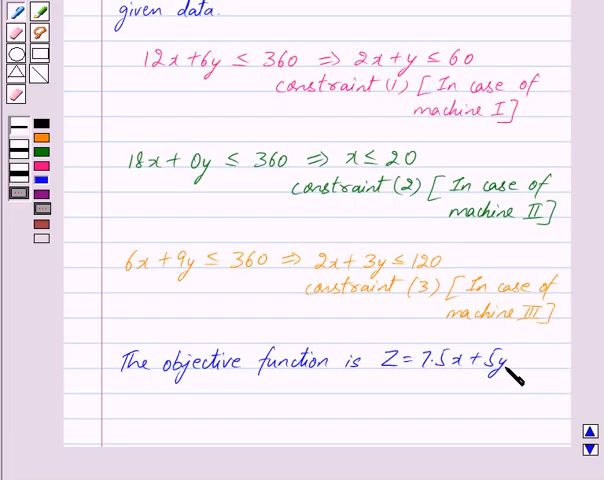 given data.
12x + 6y ≤ 360 ⇒ 2x + y ≤ 60
constraint (1) [In case of
machine I]
18x + 0y ≤ 360 ⇒ x ≤ 20
constraint (2) [In case of
machine II]
6x + 9y ≤ 360 ⇒ 2x + 3y ≤ 120
constraint (3) [In case of
machine III]
The objective function is Z = 7.5x + 5y